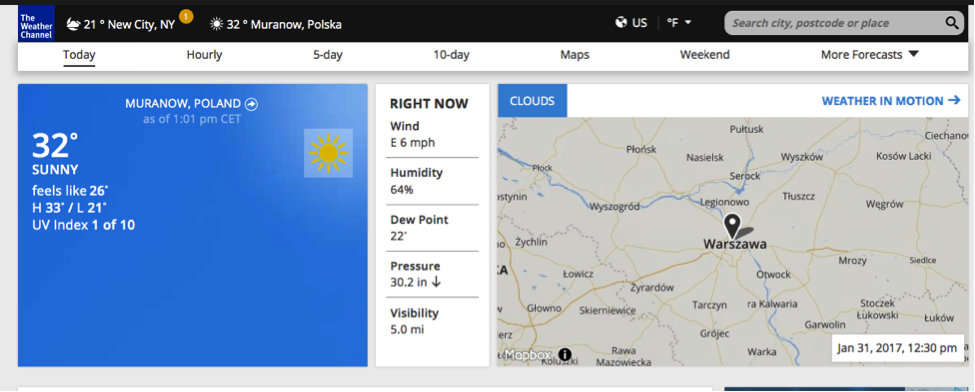 The
Weather
Channel
21 ° New City, NY 1
32 ° Muranow, Polska
US
°F
Search city, postcode or place
Today
Hourly
5-day
10-day
Maps
Weekend
More Forecasts
MURANOW, POLAND
as of 1:01 pm CET
32°
SUNNY
feels like 26°
H 33° / L 21°
UV Index 1 of 10
RIGHT NOW
Wind
E 6 mph
Humidity
64%
Dew Point
22°
Pressure
30.2 in ↓
Visibility
5.0 mi
CLOUDS
WEATHER IN MOTION →
Pułtusk
Ciechano
Płońsk
Nasielsk
Wyszków
Kosów Lacki
Płock
Serock
ostynin
Wyszogród
Legionowo
Tłuszcz
Węgrów
Żychlin
Warszawa
Mrozy
Siedlce
KA
Łowicz
Otwock
Żyrardów
Głowno
Skierniewice
Tarczyn
ra Kalwaria
Stoczek
Łukowski
Łuków
Garwolin
Grójec
Jan 31, 2017, 12:30 pm
Mapbox
Koluszki
Rawa
Mazowiecka
Warka